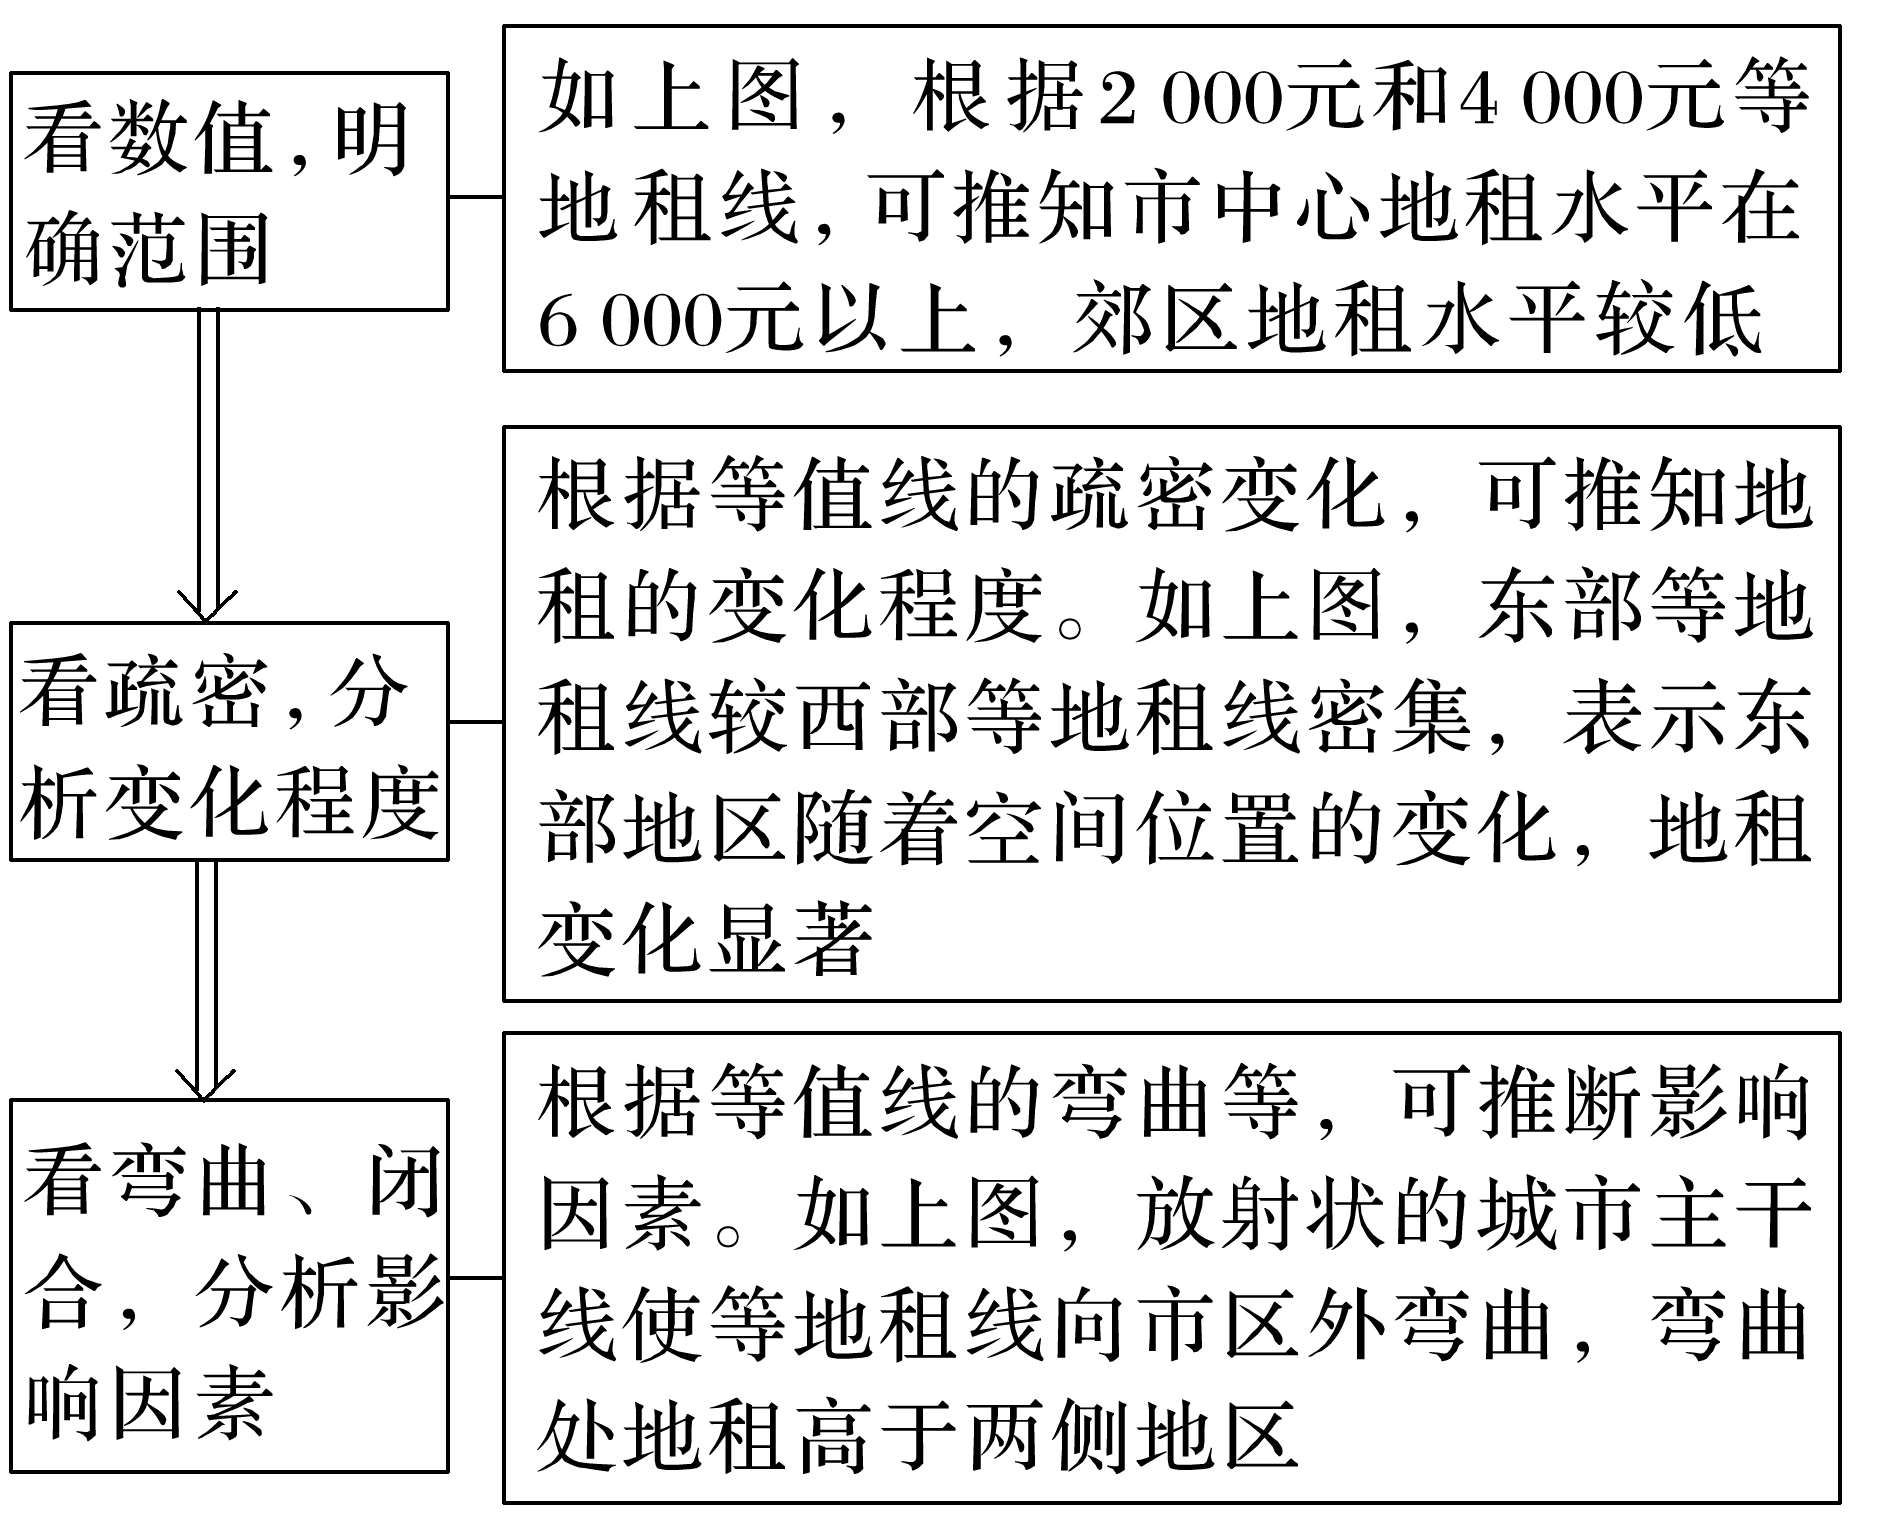 看数值,明
确范围
如上图，根据2 000元和4 000元等
地租线,可推知市中心地租水平在
6 000元以上，郊区地租水平较低
看疏密,分
析变化程度
根据等值线的疏密变化，可推知地
租的变化程度。如上图，东部等地
租线较西部等地租线密集，表示东
部地区随着空间位置的变化，地租
变化显著
看弯曲、闭
合，分析影
响因素
根据等值线的弯曲等，可推断影响
因素。如上图，放射状的城市主干
线使等地租线向市区外弯曲，弯曲
处地租高于两侧地区